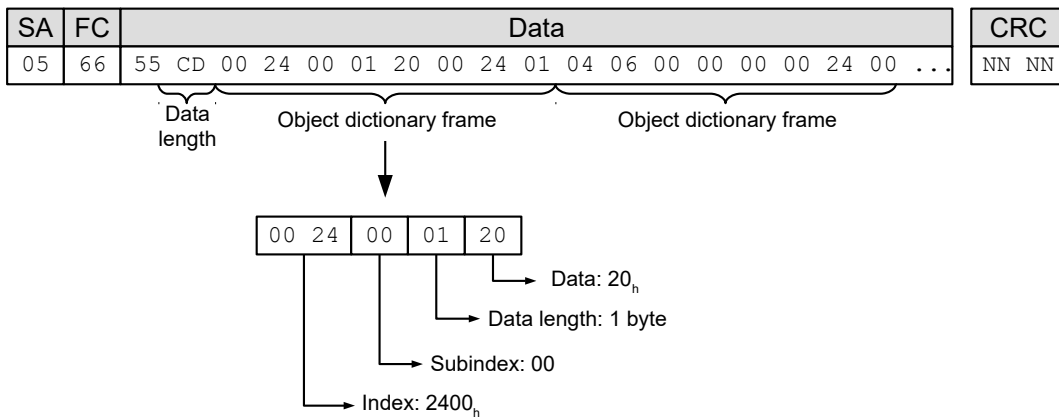 SA FC Data CRC
05 66 55 CD 00 24 00 01 20 00 24 01 04 06 00 00 00 00 24 00 ... NN NN
Data length
Object dictionary frame
Object dictionary frame
00 24 00 01 20
Data: 20h
Data length: 1 byte
Subindex: 00
Index: 2400h